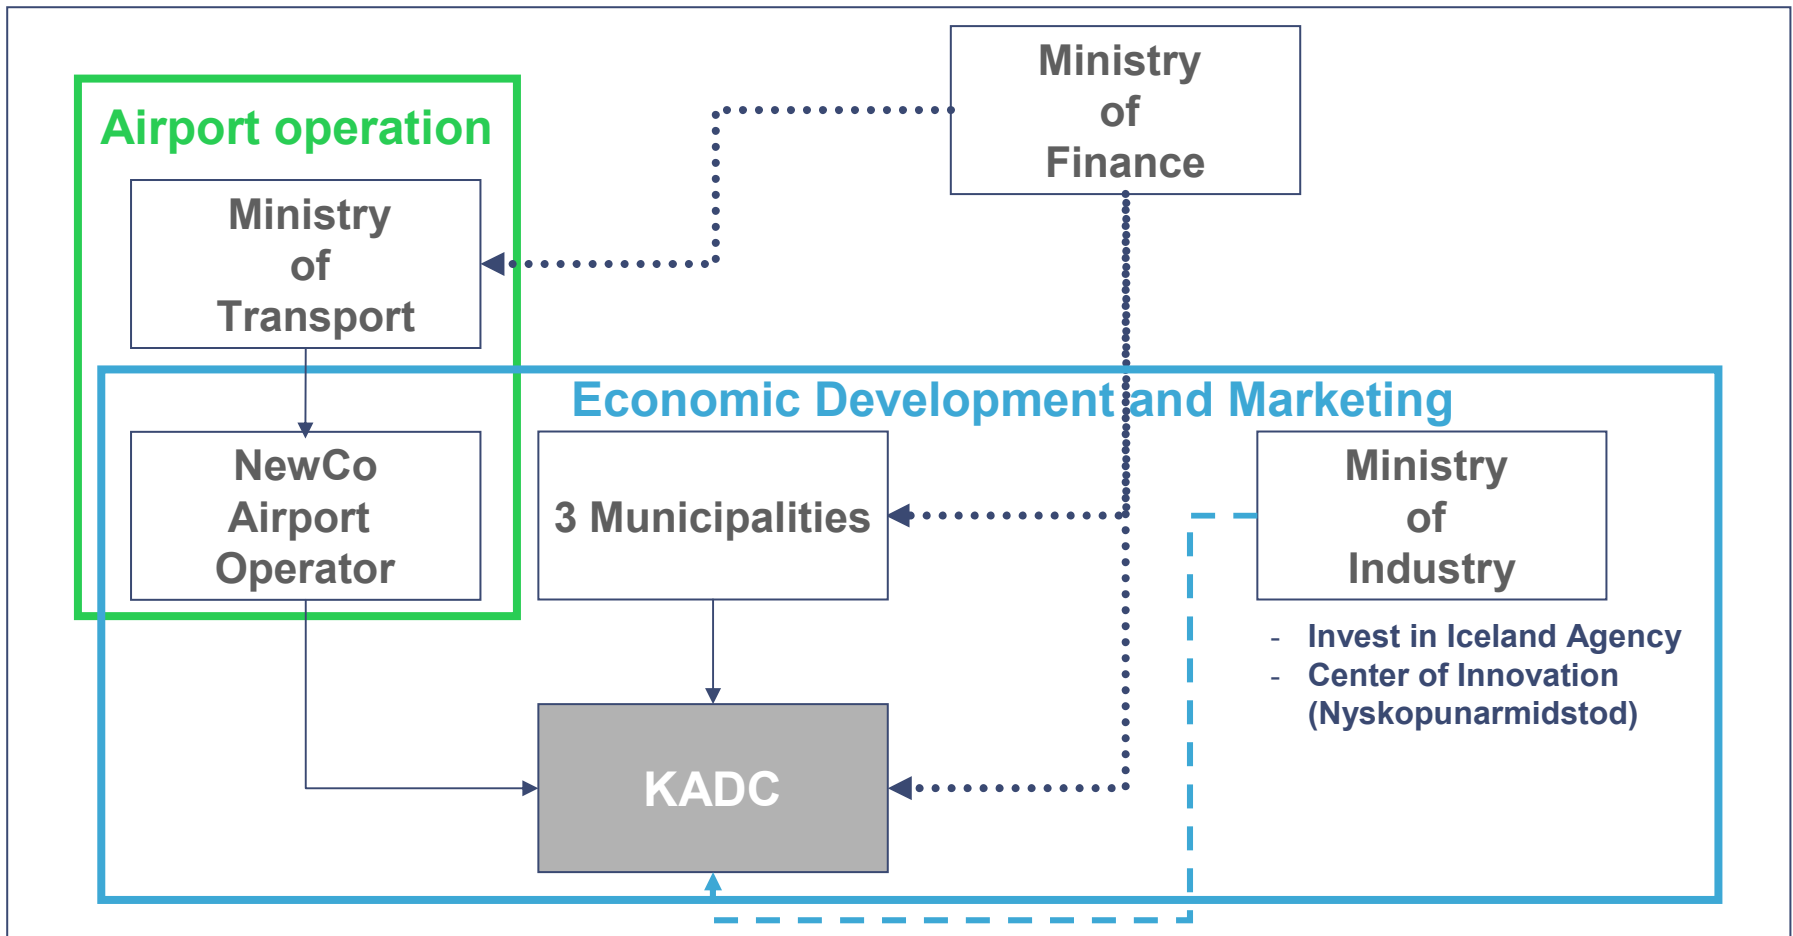 Ministry
of
Finance
Airport operation
Ministry
of
Transport
Economic Development and Marketing
NewCo
Airport
Operator
3 Municipalities
Ministry
of
Industry
- Invest in Iceland Agency
- Center of Innovation
(Nyskopunarmidstod)
KADC